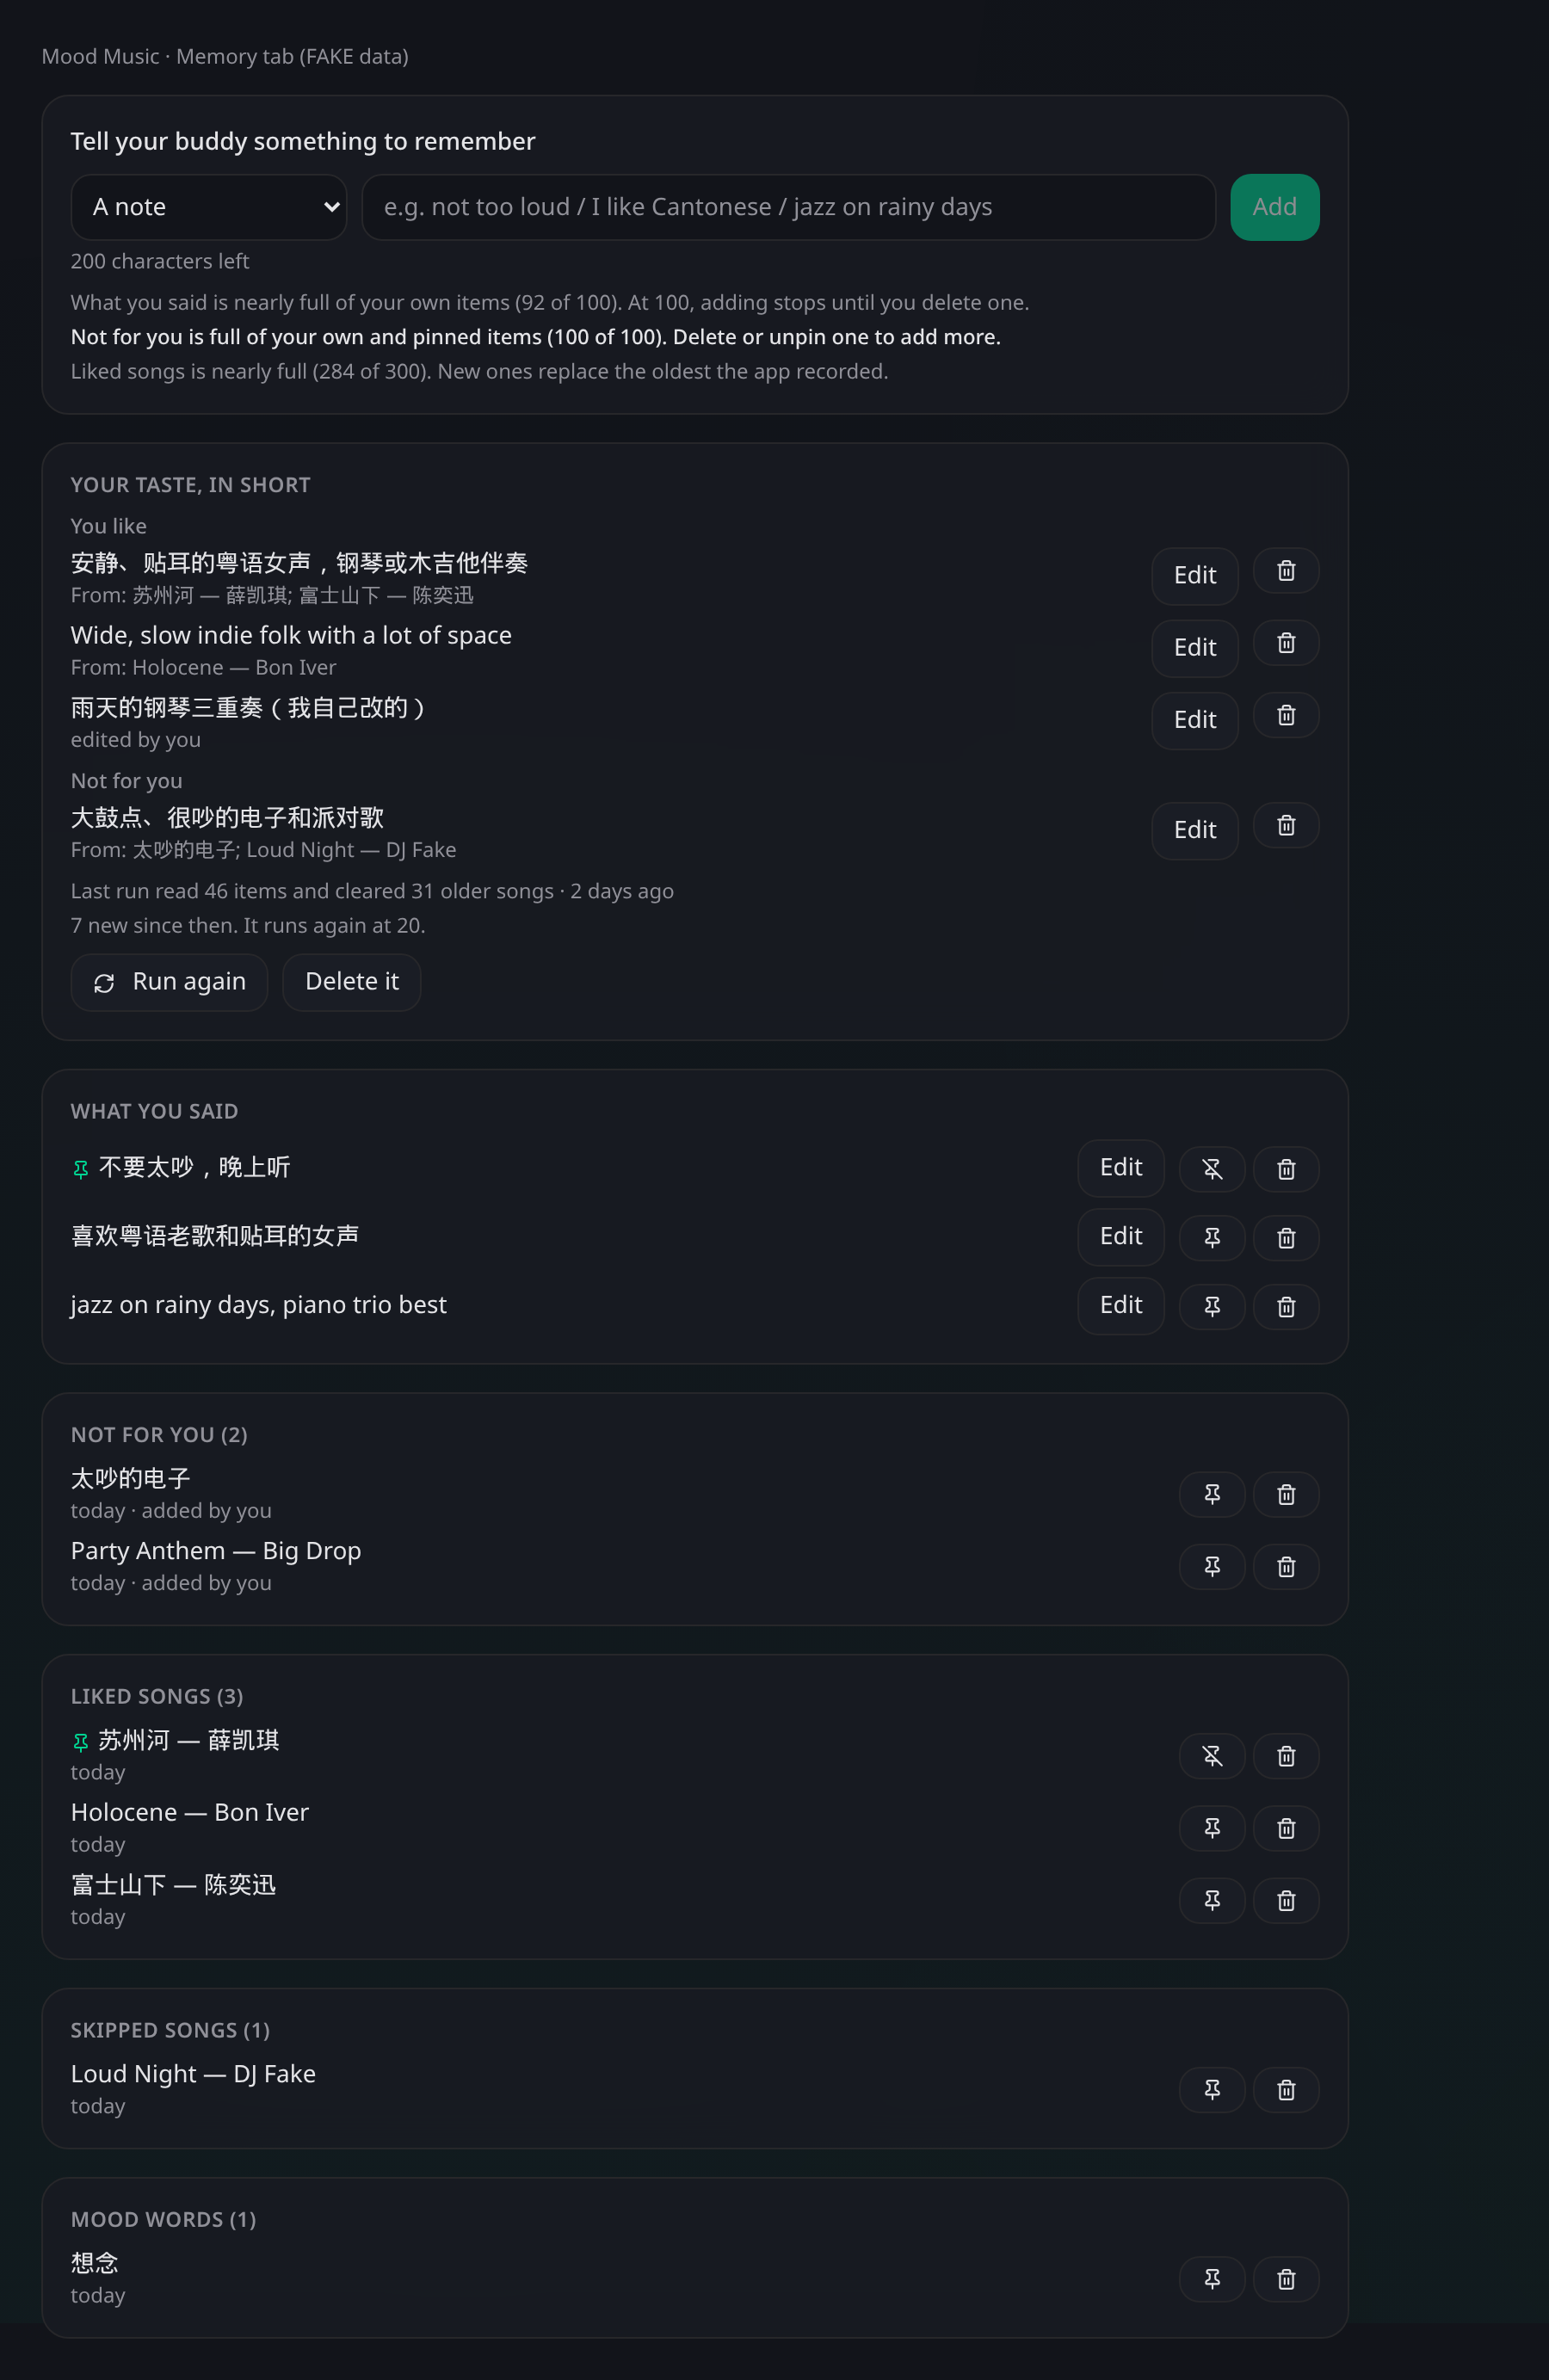 Mood Music · Memory tab (FAKE data)
Tell your buddy something to remember
A note
e.g. not too loud / I like Cantonese / jazz on rainy days
Add
200 characters left
What you said is nearly full of your own items (92 of 100). At 100, adding stops until you delete one.
Not for you is full of your own and pinned items (100 of 100). Delete or unpin one to add more.
Liked songs is nearly full (284 of 300). New ones replace the oldest the app recorded.
YOUR TASTE, IN SHORT
You like
安静、贴耳的粤语女声，钢琴或木吉他伴奏
Edit
From: 苏州河 — 薛凯琪; 富士山下 — 陈奕迅
Wide, slow indie folk with a lot of space
Edit
From: Holocene — Bon Iver
雨天的钢琴三重奏（我自己改的）
Edit
edited by you
Not for you
大鼓点、很吵的电子和派对歌
Edit
From: 太吵的电子; Loud Night — DJ Fake
Last run read 46 items and cleared 31 older songs · 2 days ago
7 new since then. It runs again at 20.
Run again
Delete it
WHAT YOU SAID
不要太吵，晚上听
Edit
喜欢粤语老歌和贴耳的女声
Edit
jazz on rainy days, piano trio best
Edit
NOT FOR YOU (2)
太吵的电子
today · added by you
Party Anthem — Big Drop
today · added by you
LIKED SONGS (3)
苏州河 — 薛凯琪
today
Holocene — Bon Iver
today
富士山下 — 陈奕迅
today
SKIPPED SONGS (1)
Loud Night — DJ Fake
today
MOOD WORDS (1)
想念
today